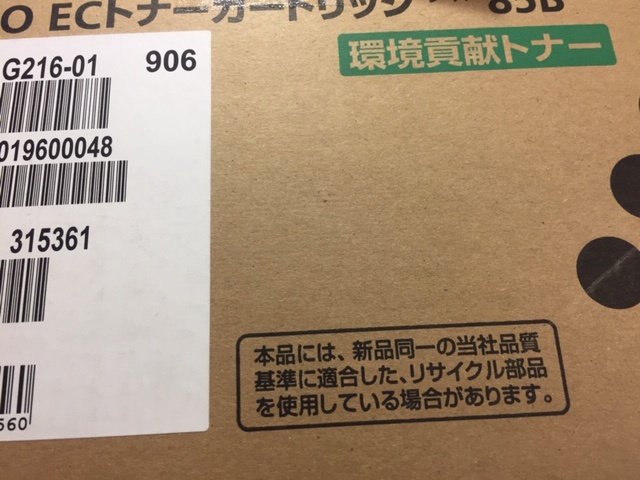 O ECトナーカートリッジ
85B
環境貢献トナー
G216-01 906
019600048
315361
560
本品には、新品同一の当社品質
基準に適合した、リサイクル部品
を使用している場合があります。